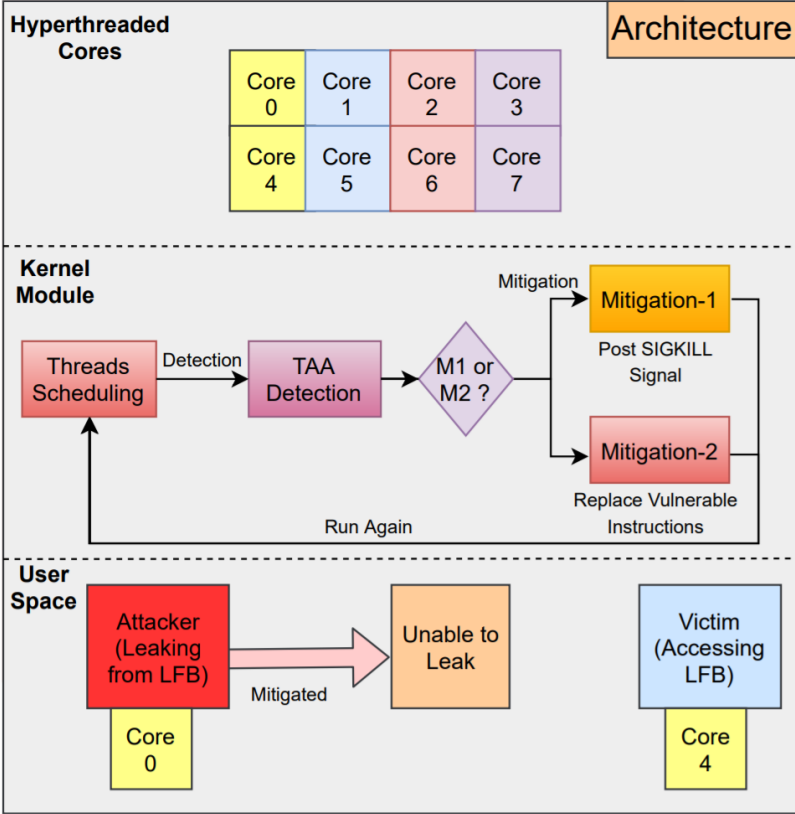 Hyperthreaded
Cores
Architecture
Core
0
Core
1
Core
2
Core
3
Core
4
Core
5
Core
6
Core
7
Kernel
Module
Threads
Scheduling
Detection
TAA
Detection
M1 or
M2 ?
Mitigation
Mitigation-1
Post SIGKILL
Signal
Mitigation-2
Replace Vulnerable
Instructions
Run Again
User
Space
Attacker
(Leaking
from LFB)
Mitigated
Unable to
Leak
Victim
(Accessing
LFB)
Core
0
Core
4